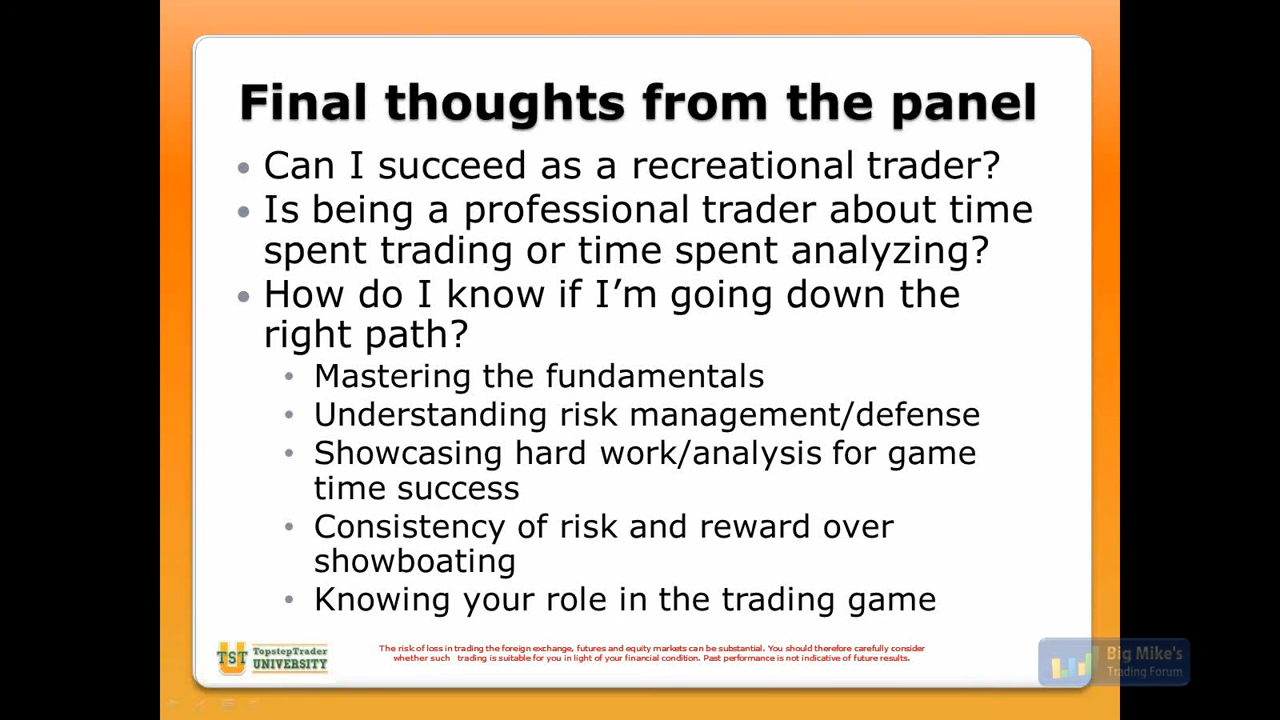 Final thoughts from the panel
• Can I succeed as a recreational trader?
• Is being a professional trader about time
spent trading or time spent analyzing?
• How do I know if I’m going down the
right path?
• Mastering the fundamentals
• Understanding risk management/defense
• Showcasing hard work/analysis for game
time success
• Consistency of risk and reward over
showboating
• Knowing your role in the trading game
TST
TopstepTrader
UNIVERSITY
The risk of loss in trading the foreign exchange, futures and equity markets can be substantial. You should therefore carefully consider
whether such trading is suitable for you in light of your financial condition. Past performance is not indicative of future results.
Big Mike's
Trading Forum